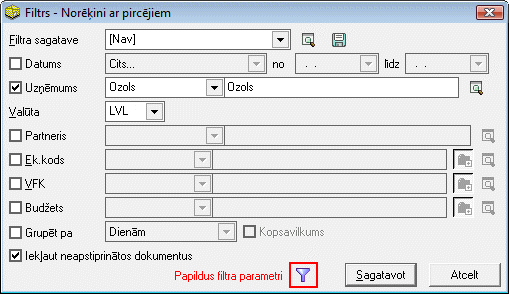 Filtrs - Norēķini ar pircējiem
Filtra sagatave [Nav]
Datums Cits... no . . līdz . .
Uzņēmums Ozols Ozols
Valūta LVL
Partneris
Ek.kods
VFK
Budžets
Grupēt pa Dienām Kopsavilkums
Iekļaut neapstiprinātos dokumentus
Papildus filtra parametri Sagatavot Atcelt